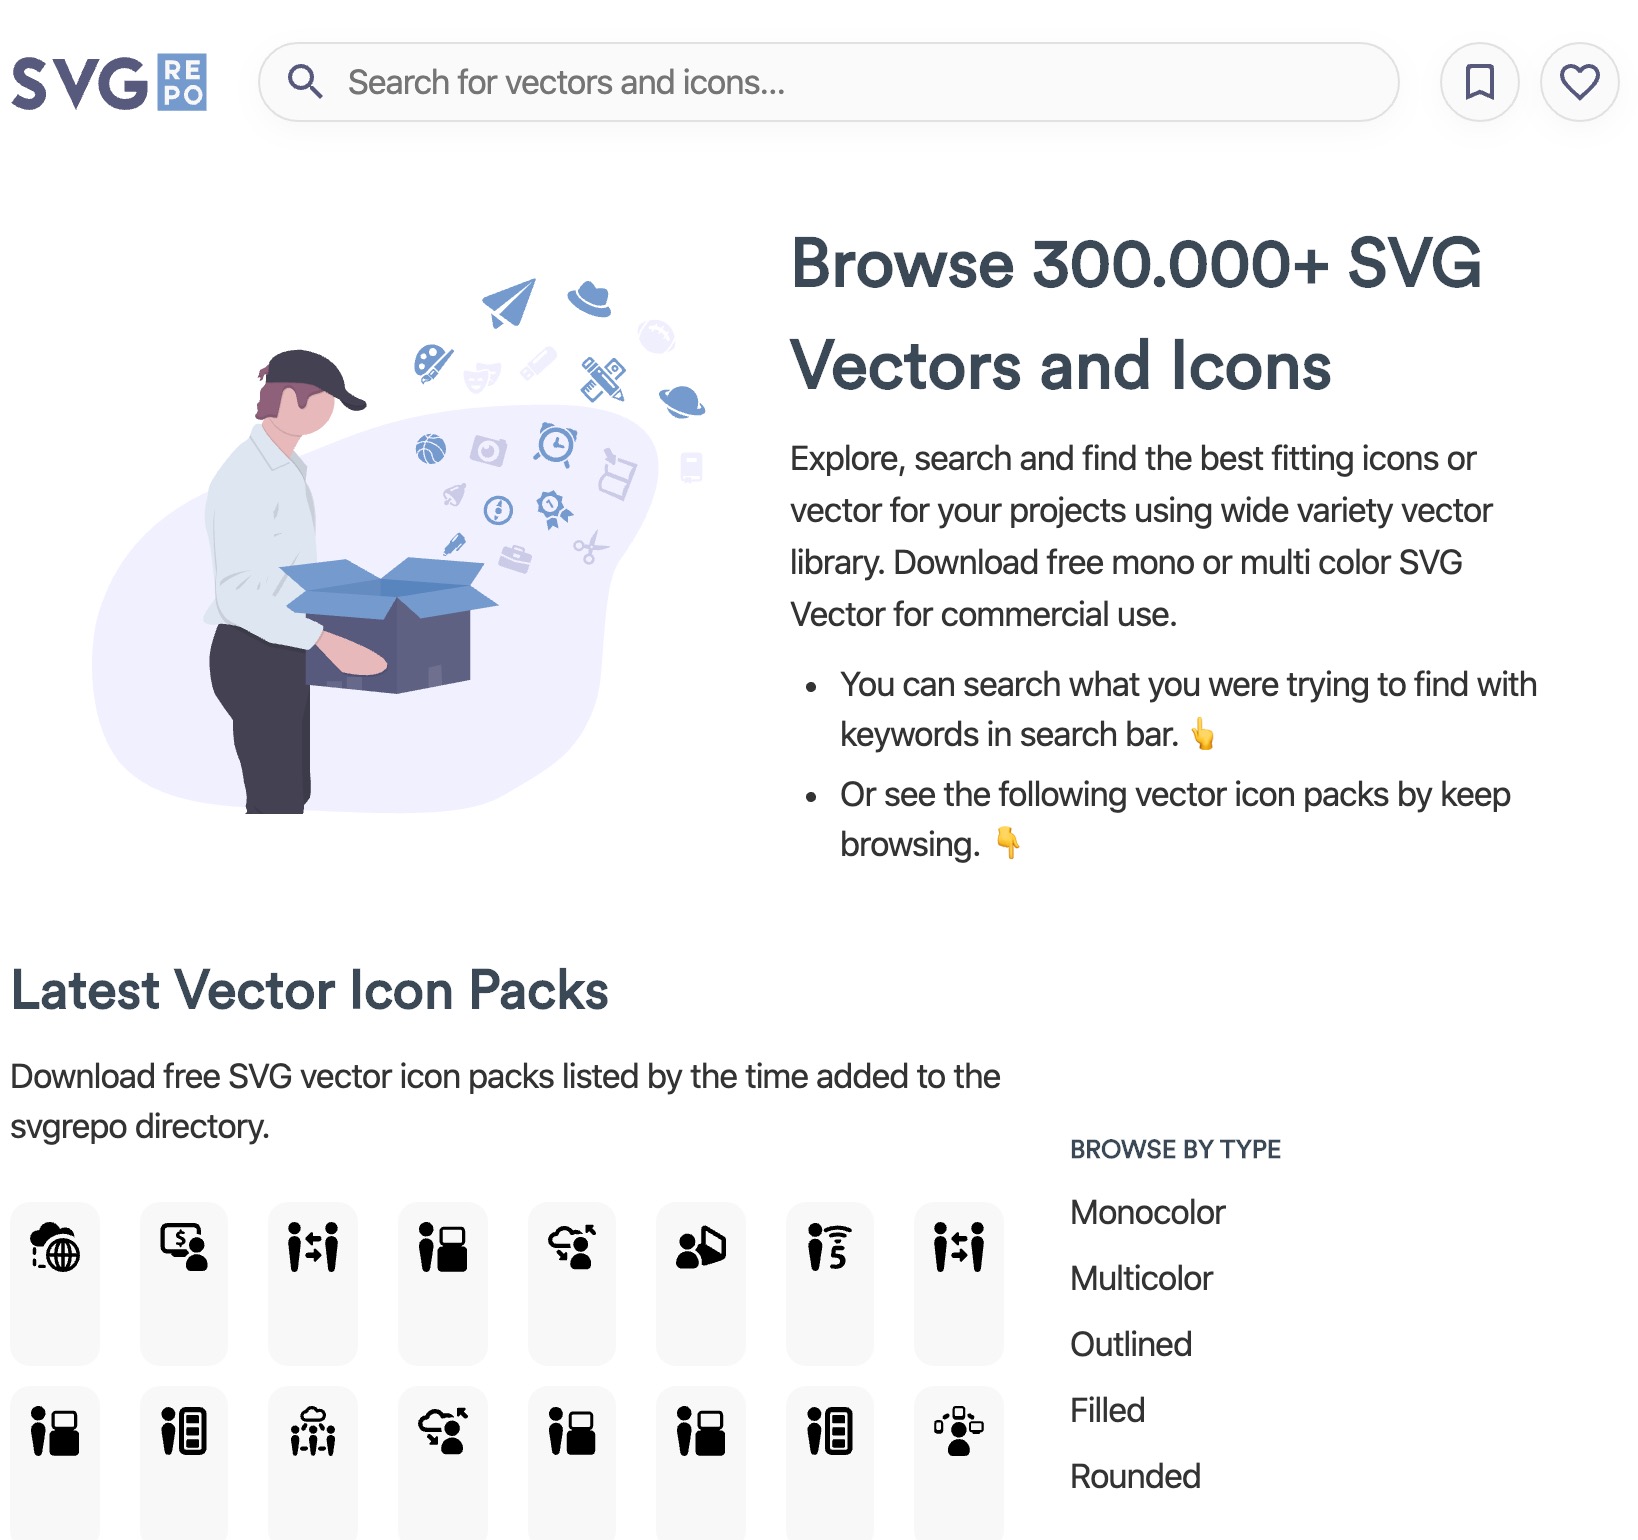 SVG RE
PO
Search for vectors and icons...
Browse 300.000+ SVG
Vectors and Icons
Explore, search and find the best fitting icons or
vector for your projects using wide variety vector
library. Download free mono or multi color SVG
Vector for commercial use.
• You can search what you were trying to find with
keywords in search bar. 👆
• Or see the following vector icon packs by keep
browsing. 👇
Latest Vector Icon Packs
Download free SVG vector icon packs listed by the time added to the
svgrepo directory.
$
5
BROWSE BY TYPE
Monocolor
Multicolor
Outlined
Filled
Rounded